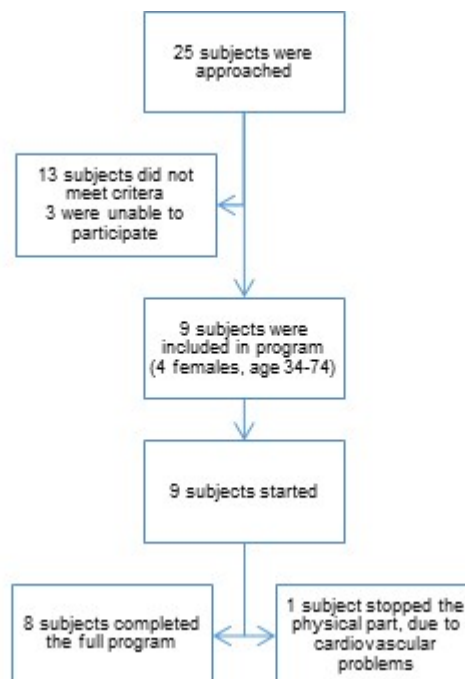 25 subjects were
approached
13 subjects did not
meet critera
3 were unable to
participate
9 subjects were
included in program
(4 females, age 34-74)
9 subjects started
8 subjects completed
the full program
1 subject stopped the
physical part, due to
cardiovascular
problems